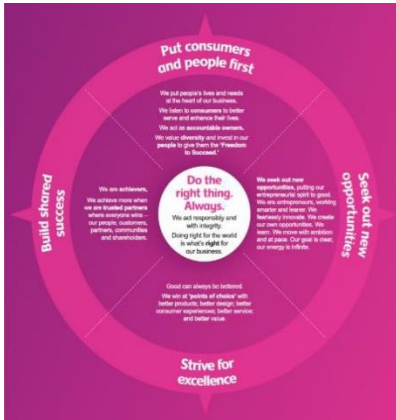 Put consumers
and people first
We put people's lives and needs
at the heart of our business.
We listen to consumers to better
serve and enhance their lives.
We act as accountable owners.
We value diversity and invest in our
people to give them the 'Freedom
to Succeed.'
Build shared
success
We are achievers.
We achieve more when
we are trusted partners
where everyone wins—
our people, customers,
partners, communities
and shareholders.
Do the
right thing.
Always.
We act responsibly and
with integrity.
Doing right for the world
is what's right for
our business.
We seek out new
opportunities, putting our
entrepreneurial spirit to good.
We are entrepreneurs, working
smarter and leaner. We
fearlessly innovate. We create
our own opportunities. We
learn. We move with ambition
and at pace. Our goal is clear,
our energy is infinite.
Seek out new
opportunities
Good can always be bettered.
We win at 'points of choice' with
better products; better design; better
consumer experiences; better service;
and better value.
Strive for
excellence